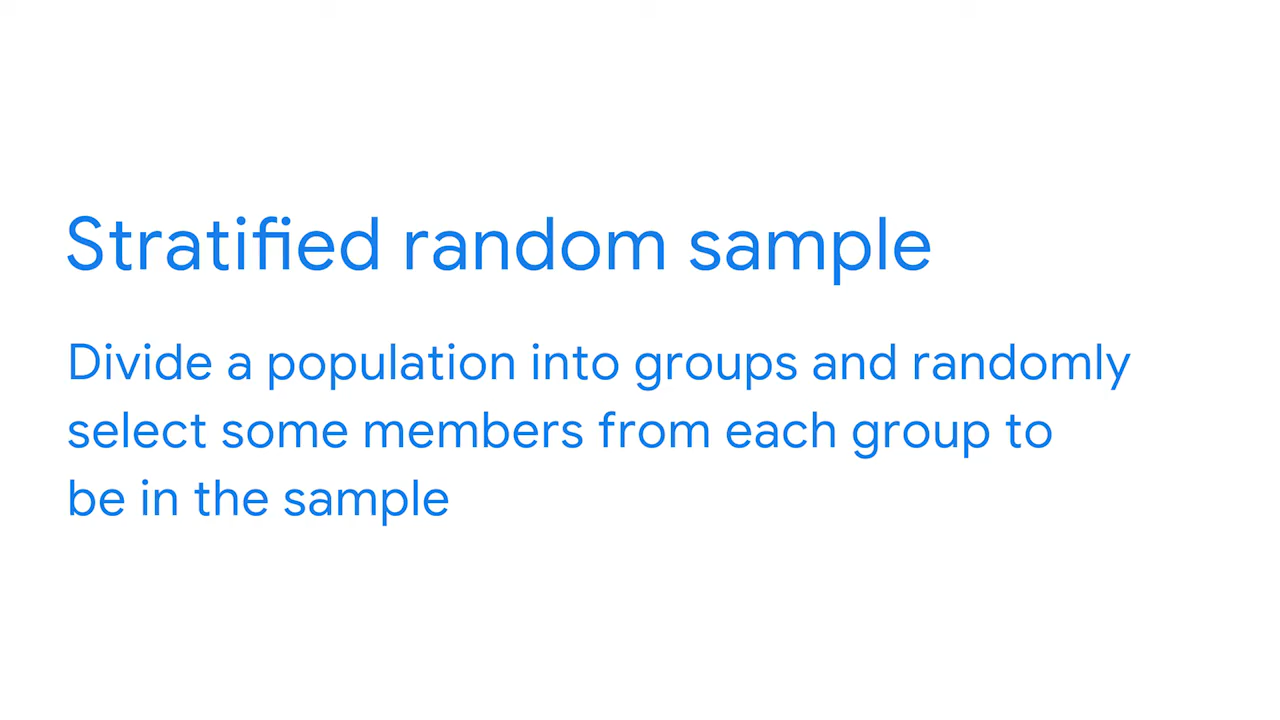 Stratified random sample
Divide a population into groups and randomly
select some members from each group to
be in the sample